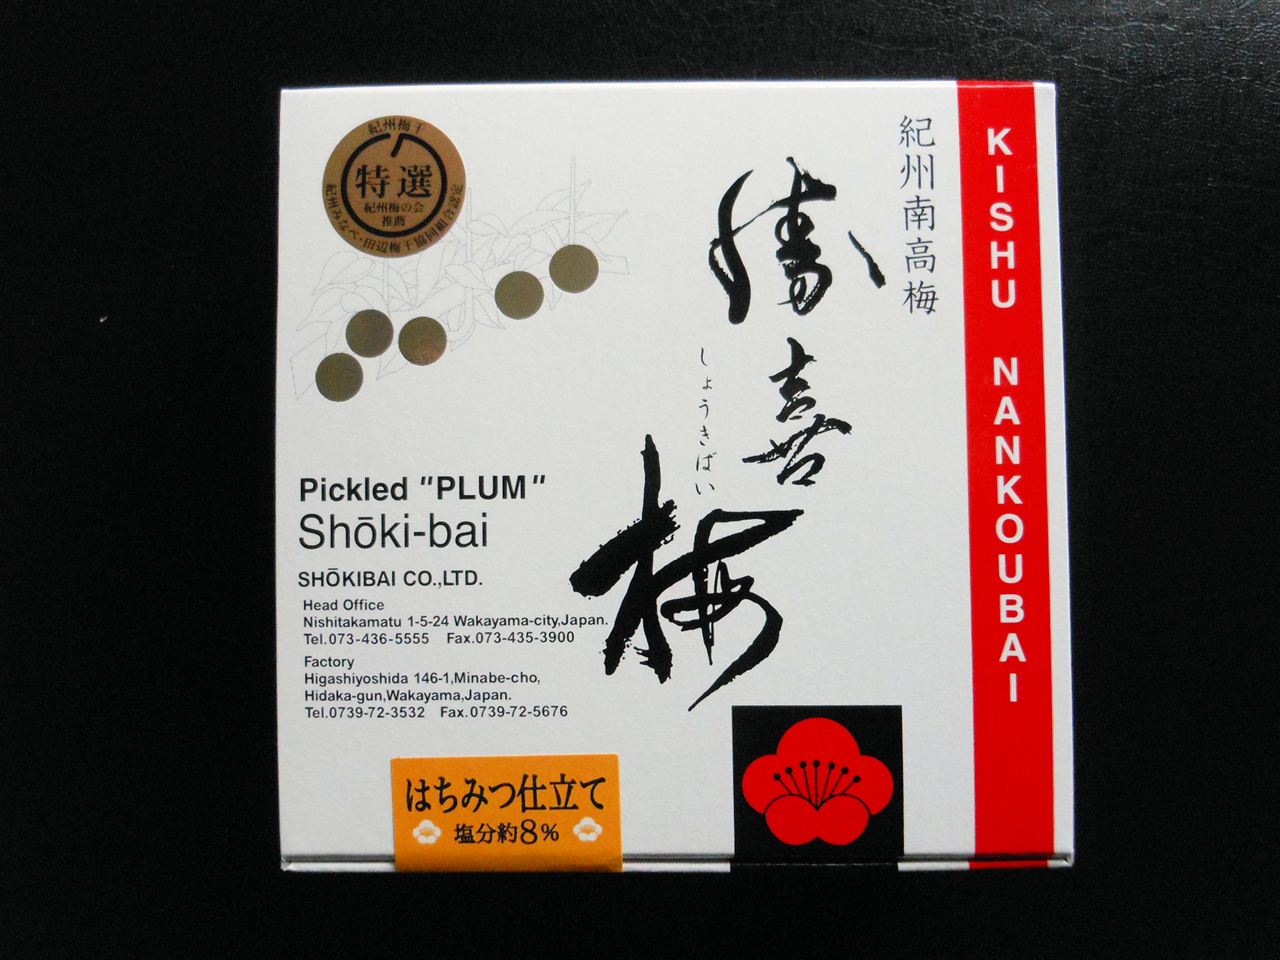 紀州梅干
特選
紀州梅の会
推薦
紀州みなべ・田辺梅干協同組合認定
紀州南高梅
勝喜梅
しょうきばい
KISHU NANKOUBAI
Pickled "PLUM"
Shōki-bai
SHŌKIBAI CO.,LTD.
Head Office
Nishitakamatu 1-5-24 Wakayama-city,Japan.
Tel.073-436-5555 Fax.073-435-3900
Factory
Higashiyoshida 146-1,Minabe-cho,
Hidaka-gun,Wakayama,Japan.
Tel.0739-72-3532 Fax.0739-72-5676
はちみつ仕立て
塩分約8%